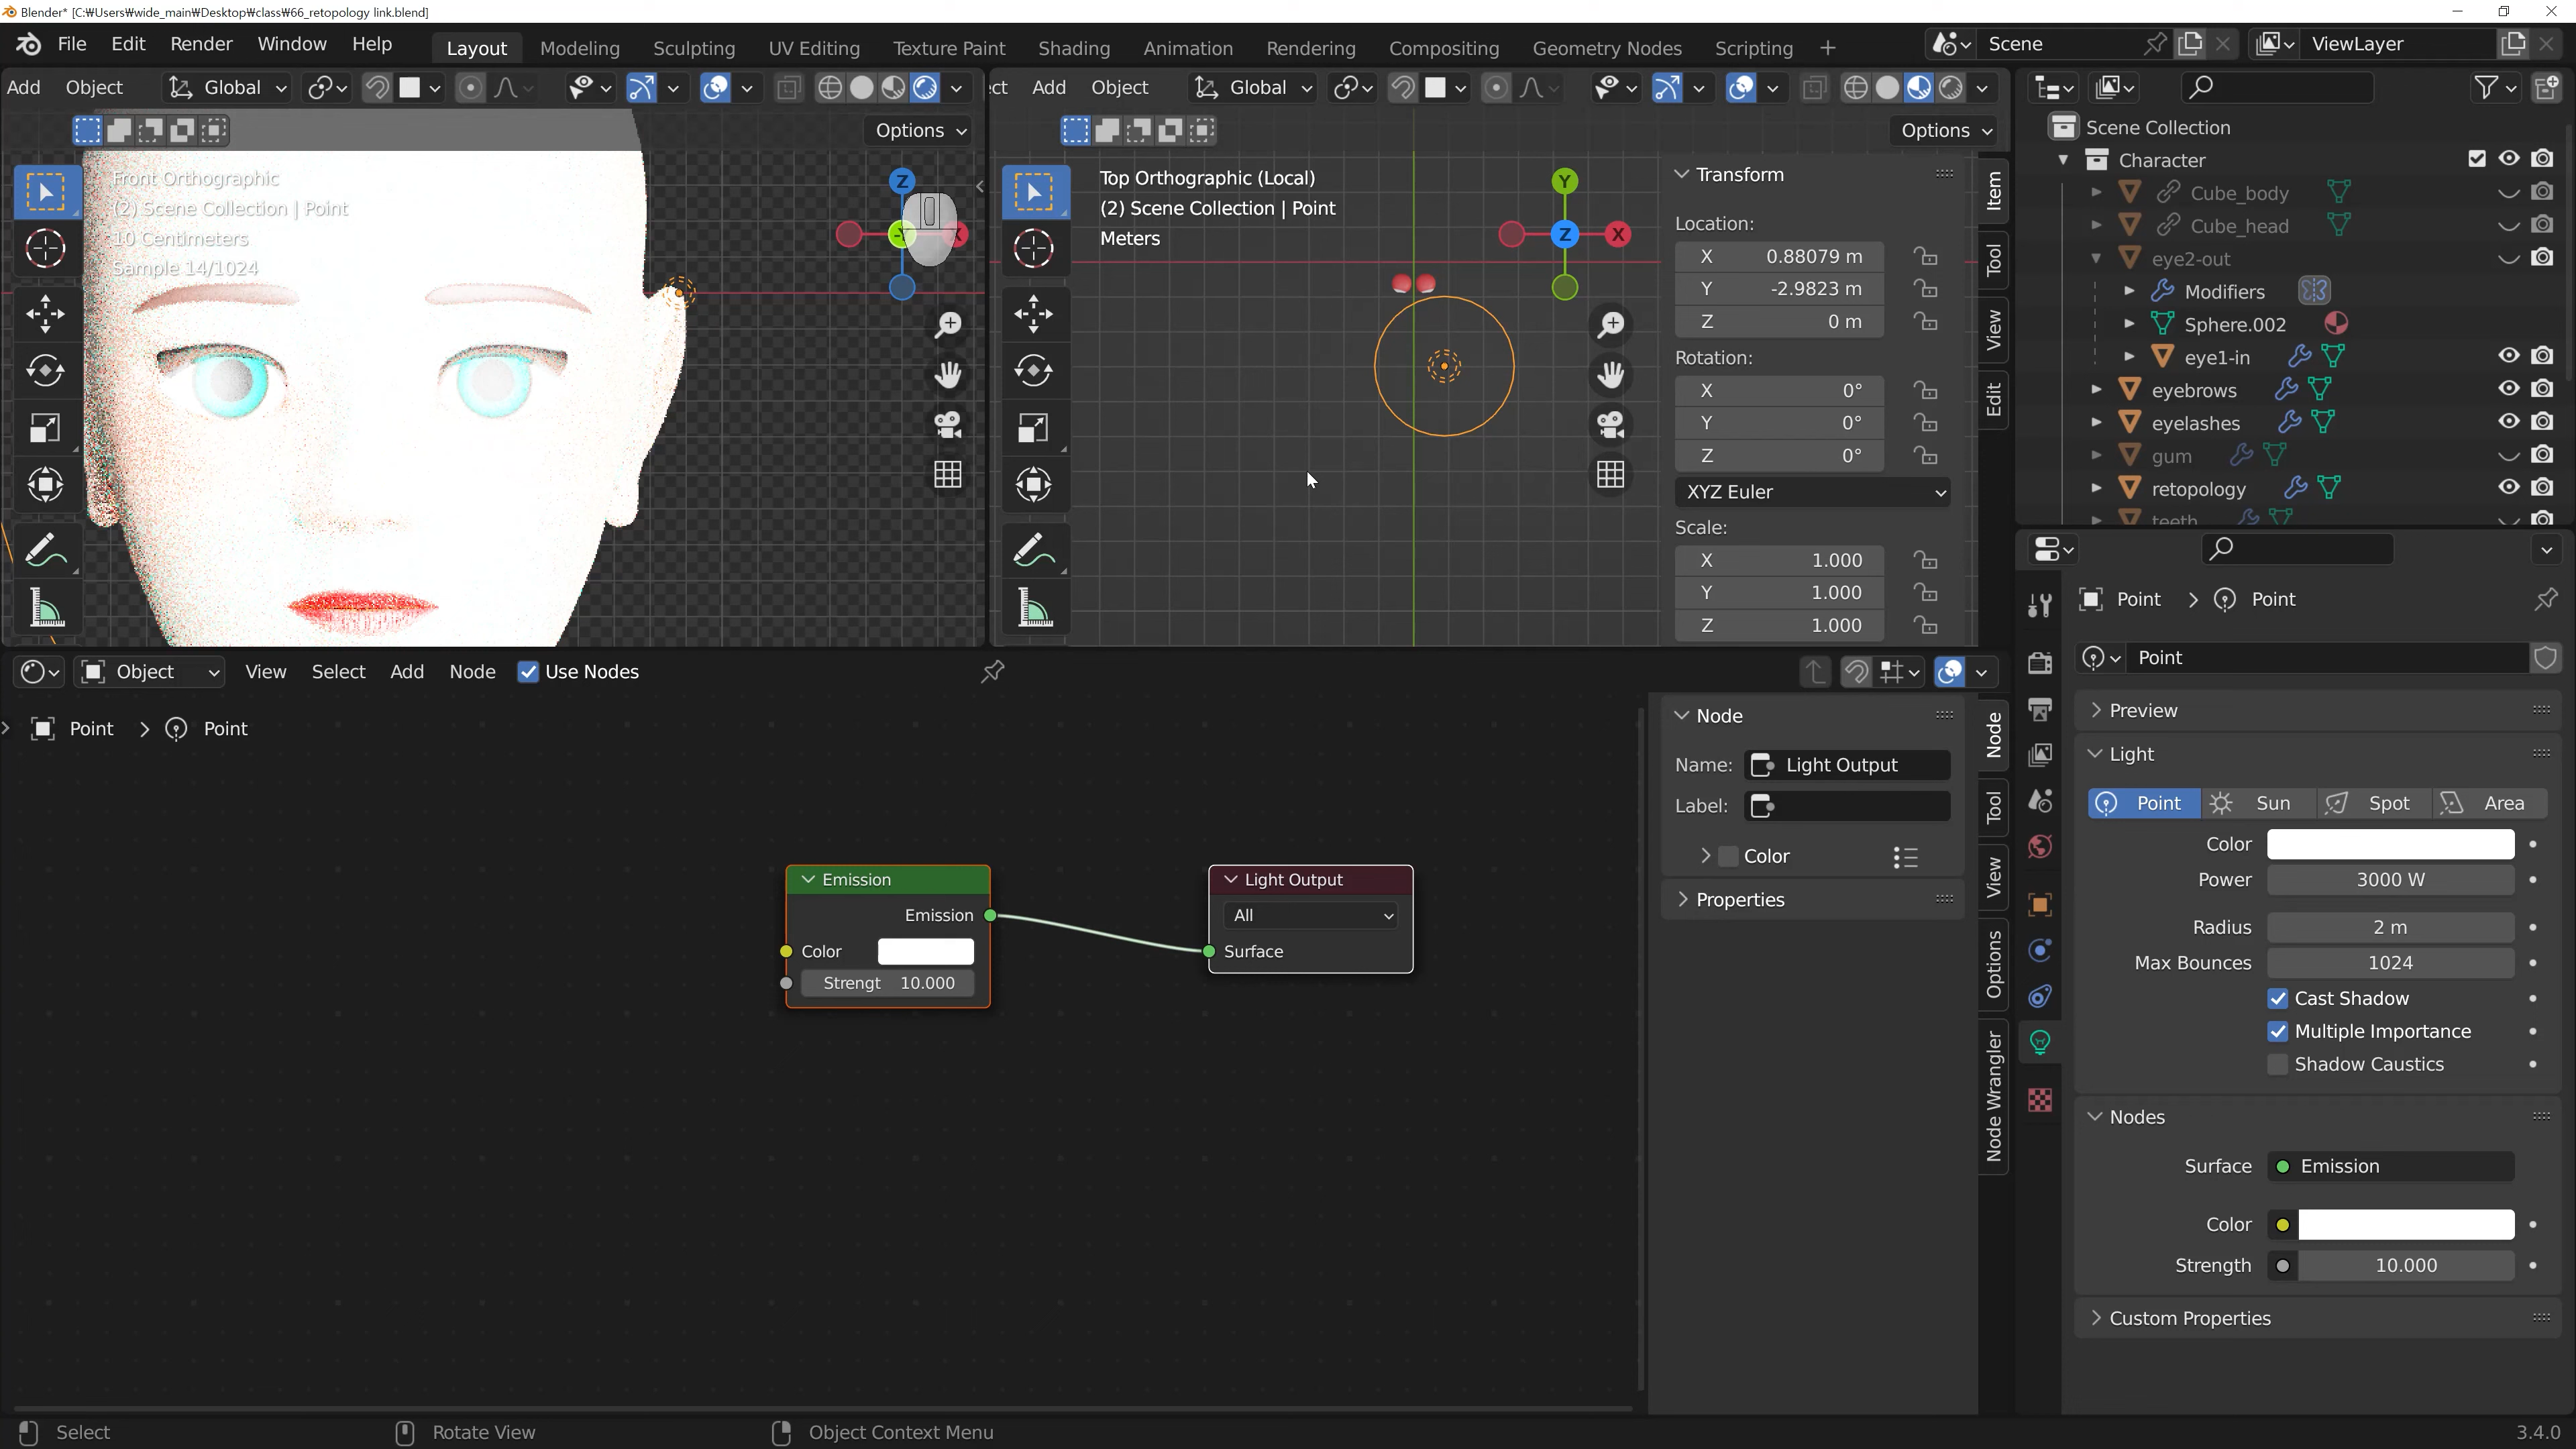 Blender* [C:₩Users₩wide_main₩Desktop₩class₩66_retopology link.blend]
File Edit Render Window Help Layout Modeling Sculpting UV Editing Texture Paint Shading Animation Rendering Compositing Geometry Nodes Scripting + Scene ViewLayer
Add Object Global
ct Add Object Global
Options
Options
Front Orthographic
(2) Scene Collection | Point
10 Centimeters
Sample 14/1024
Z
-Y
X
Top Orthographic (Local)
(2) Scene Collection | Point
Meters
Y
Z
X
Transform
Location:
X 0.88079 m
Y -2.9823 m
Z 0 m
Rotation:
X 0°
Y 0°
Z 0°
XYZ Euler
Scale:
X 1.000
Y 1.000
Z 1.000
Item
Tool
View
Edit
Scene Collection
Character
Cube_body
Cube_head
eye2-out
Modifiers
Sphere.002
eye1-in
eyebrows
eyelashes
gum
retopology
teeth
Object View Select Add Node Use Nodes
Point > Point
Emission
Emission
Color
Strengt 10.000
Light Output
All
Surface
Node
Name: Light Output
Label:
Color
Properties
Node
Tool
View
Options
Node Wrangler
Point > Point
Point
Preview
Light
Point Sun Spot Area
Color
Power 3000 W
Radius 2 m
Max Bounces 1024
Cast Shadow
Multiple Importance
Shadow Caustics
Nodes
Surface Emission
Color
Strength 10.000
Custom Properties
Select Rotate View Object Context Menu 3.4.0